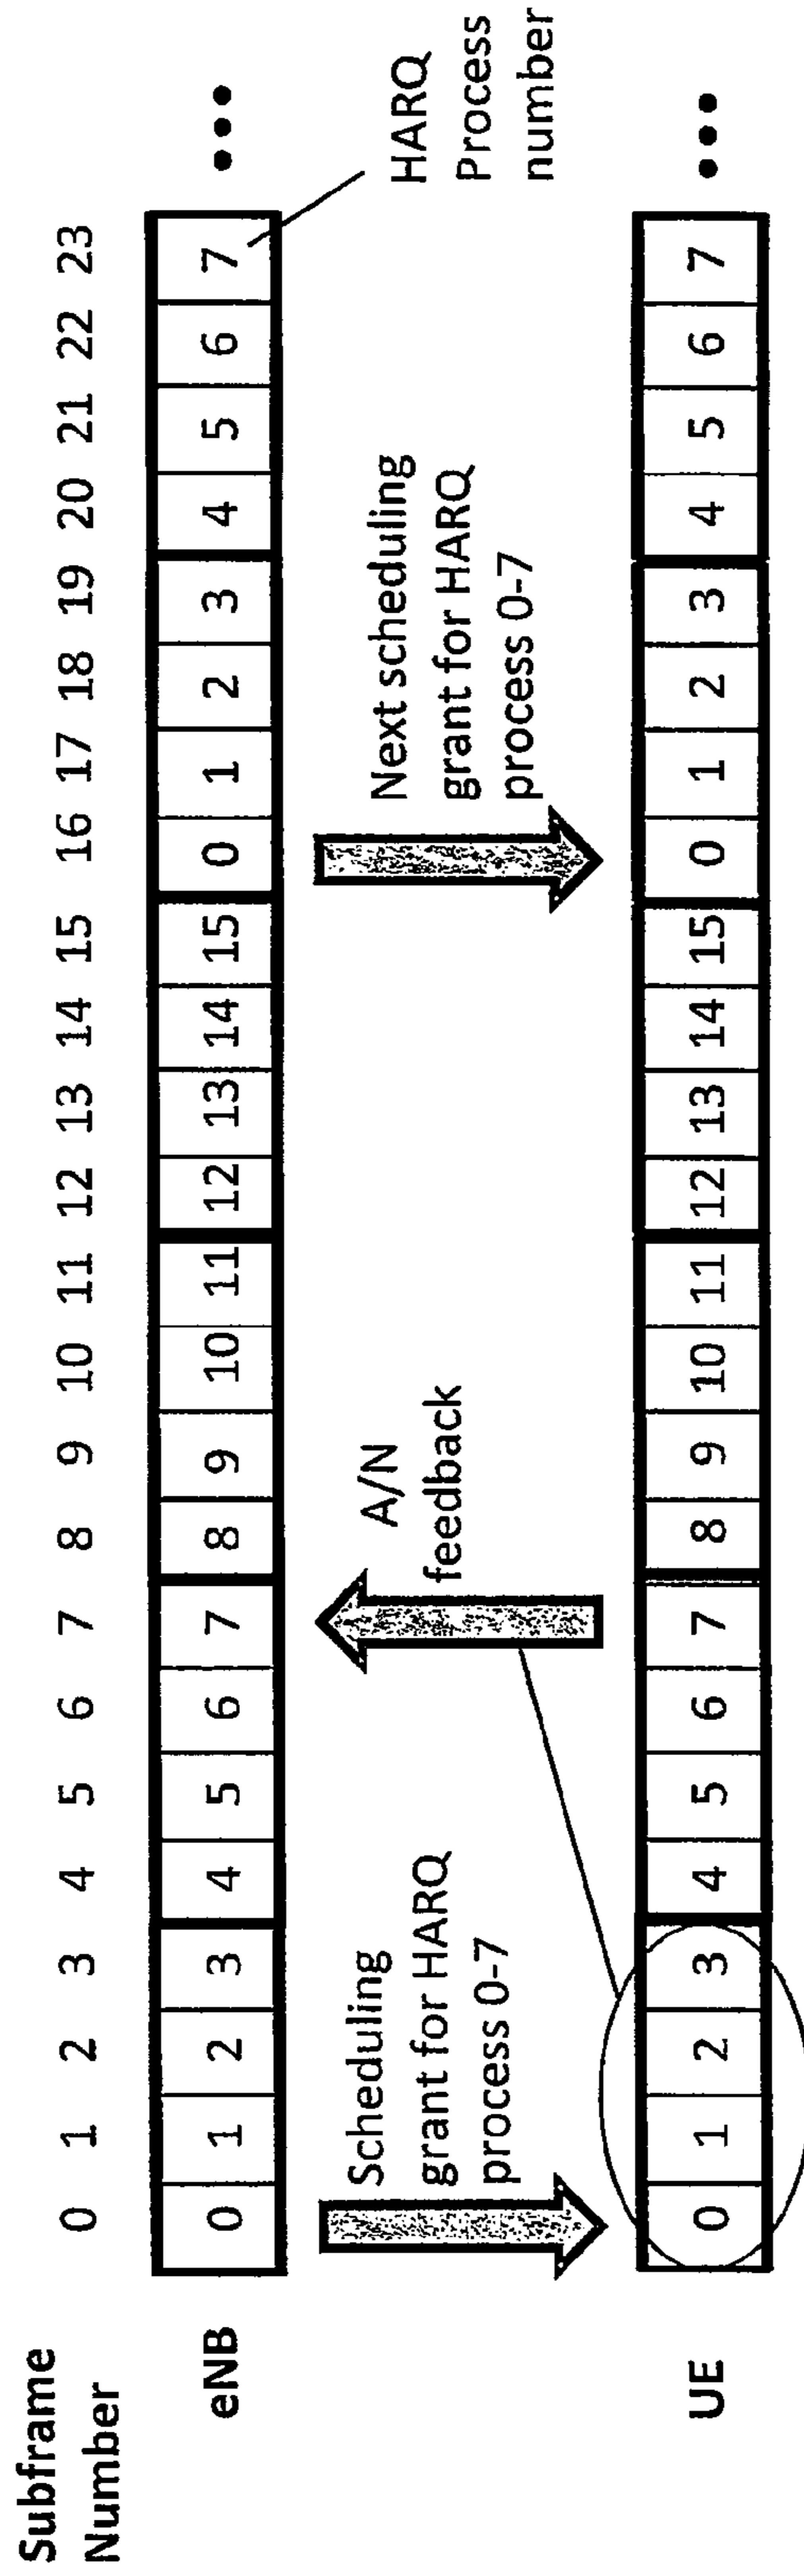 Subframe
Number
0 1 2 3 4 5 6 7 8 9 10 11 12 13 14 15 16 17 18 19 20 21 22 23
eNB 0 1 2 3 4 5 6 7 8 9 10 11 12 13 14 15 0 1 2 3 4 5 6 7 •••
Scheduling
grant for HARQ
process 0-7
A/N
feedback
Next scheduling
grant for HARQ
process 0-7
HARQ
Process
number
UE 0 1 2 3 4 5 6 7 8 9 10 11 12 13 14 15 0 1 2 3 4 5 6 7 •••